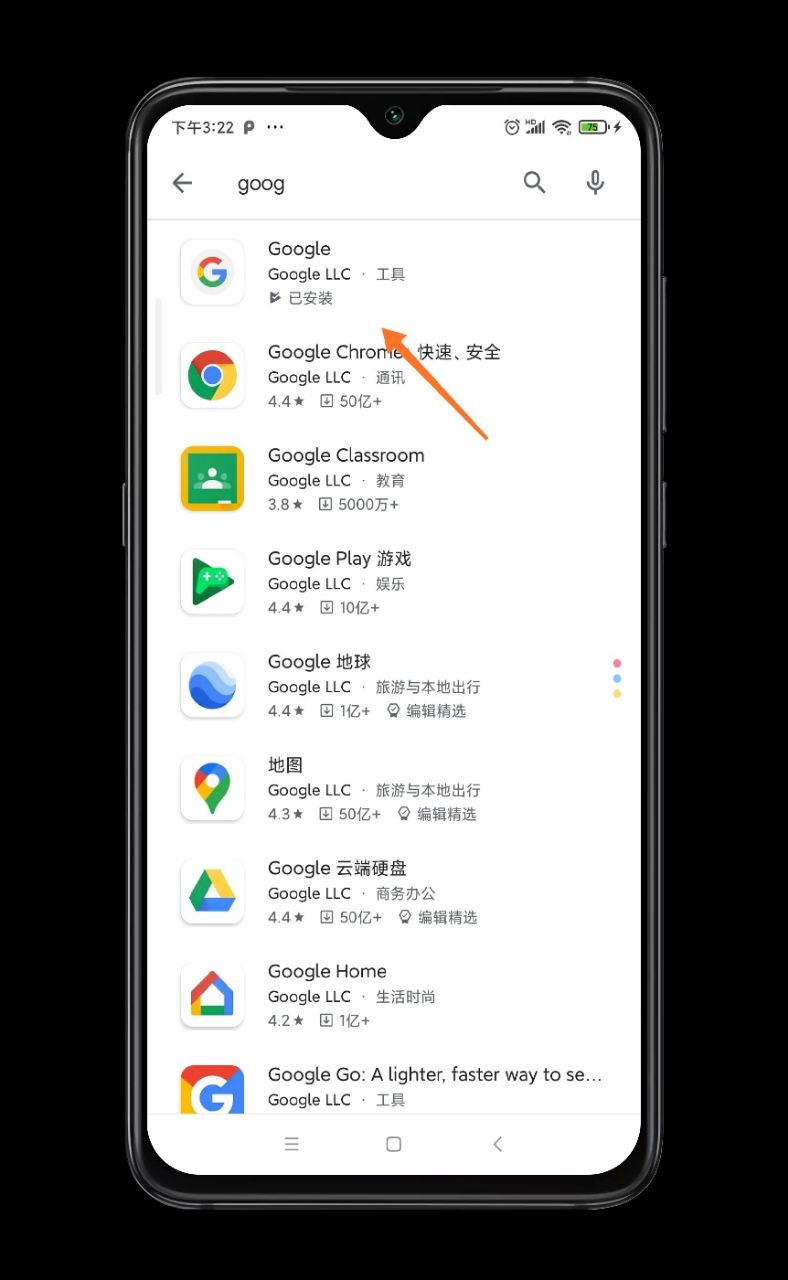 下午3:22 P ...
HD 75
goog
Google
Google LLC · 工具
已安装
Google Chrome: 快速、安全
Google LLC · 通讯
4.4★ 50亿+
Google Classroom
Google LLC · 教育
3.8★ 5000万+
Google Play 游戏
Google LLC · 娱乐
4.4★ 10亿+
Google 地球
Google LLC · 旅游与本地出行
4.4★ 1亿+ 编辑精选
地图
Google LLC · 旅游与本地出行
4.3★ 50亿+ 编辑精选
Google 云端硬盘
Google LLC · 商务办公
4.4★ 50亿+ 编辑精选
Google Home
Google LLC · 生活时尚
4.2★ 1亿+
Google Go: A lighter, faster way to se...
Google LLC · 工具